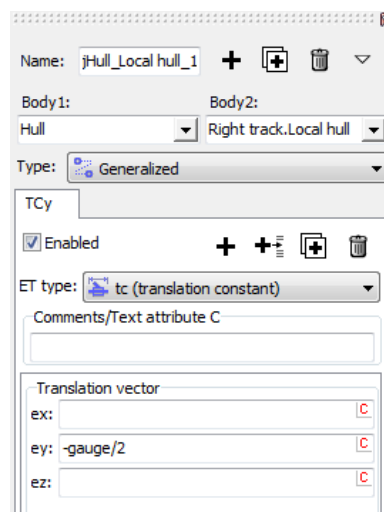 Name: jHull_Local hull_1
Body1: Body2:
Hull Right track.Local hull
Type: Generalized
TCy
Enabled
ET type: tc (translation constant)
Comments/Text attribute C
Translation vector
ex: C
ey: -gauge/2 C
ez: C